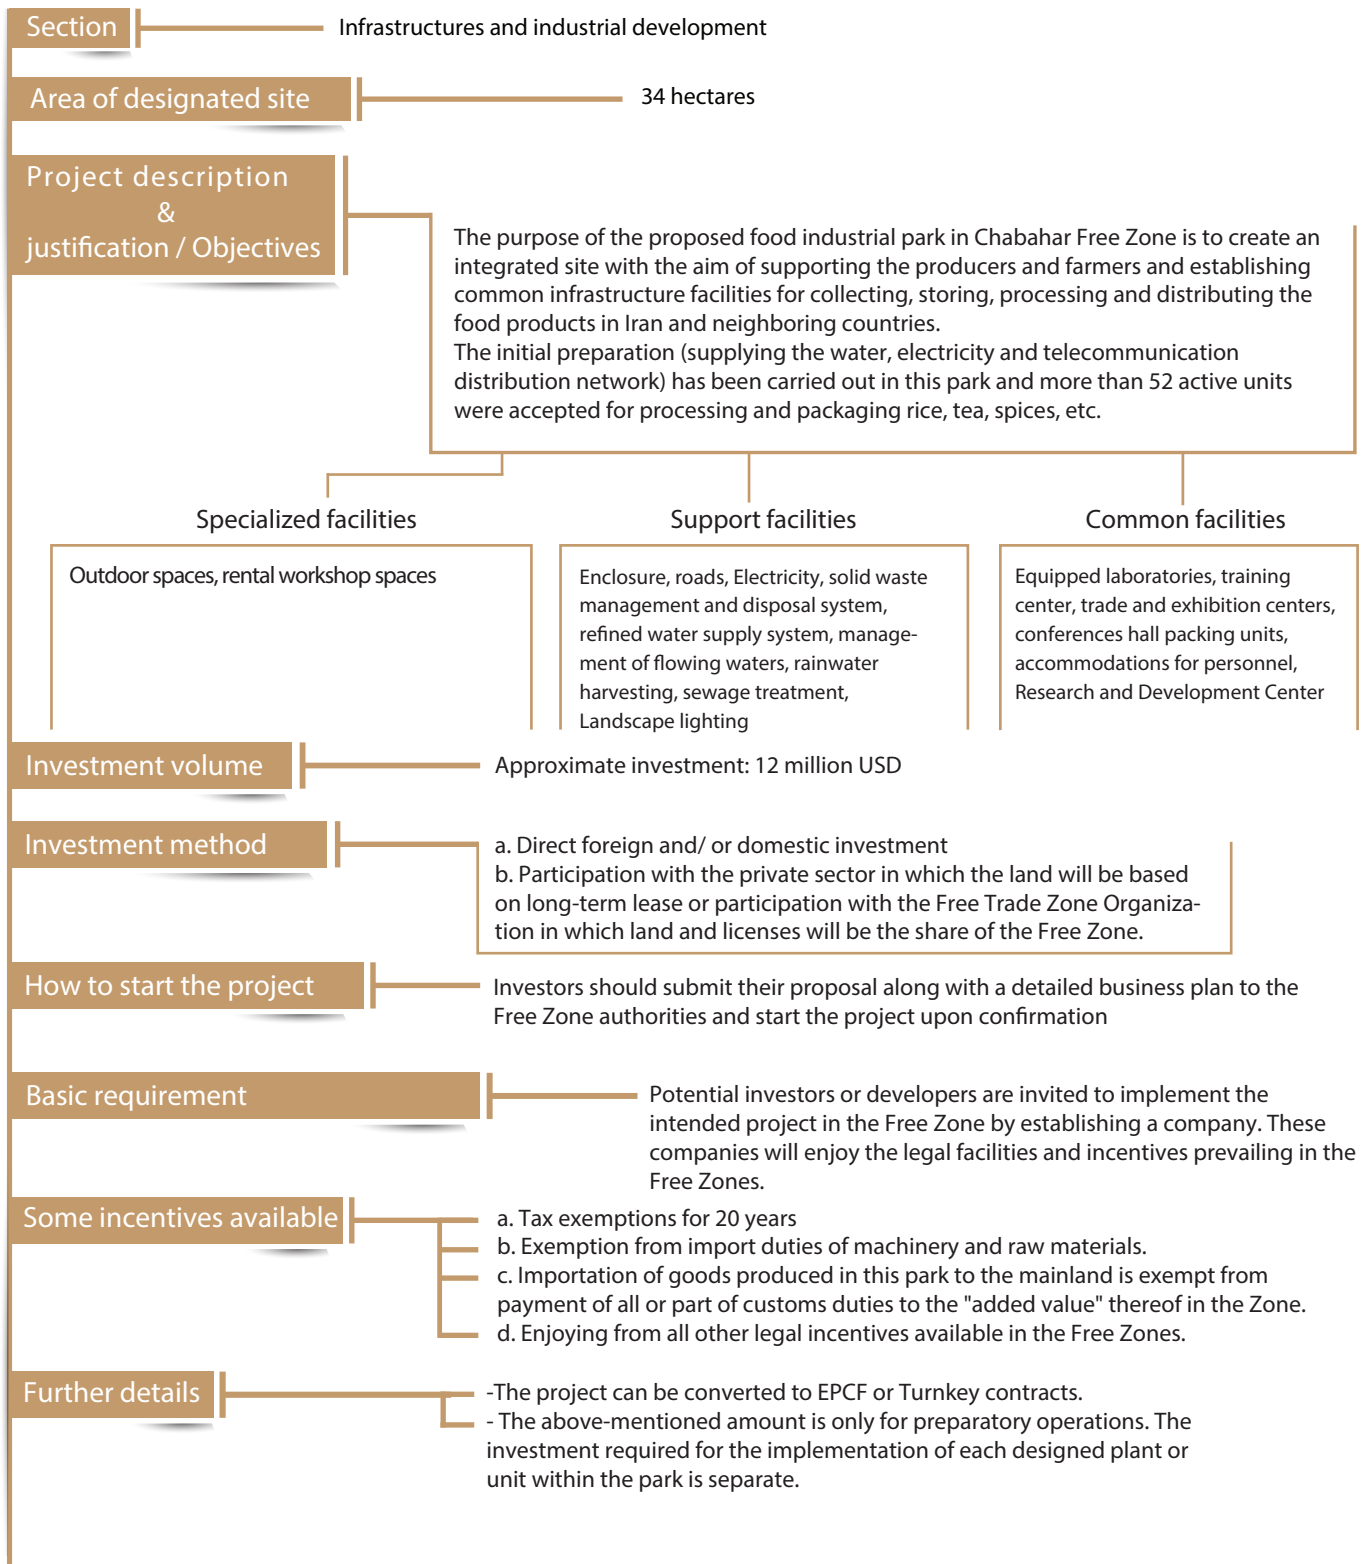 Section
Infrastructures and industrial development
Area of designated site
34 hectares
Project description
&
justification / Objectives
The purpose of the proposed food industrial park in Chabahar Free Zone is to create an
integrated site with the aim of supporting the producers and farmers and establishing
common infrastructure facilities for collecting, storing, processing and distributing the
food products in Iran and neighboring countries.
The initial preparation (supplying the water, electricity and telecommunication
distribution network) has been carried out in this park and more than 52 active units
were accepted for processing and packaging rice, tea, spices, etc.
Specialized facilities
Outdoor spaces, rental workshop spaces
Support facilities
Enclosure, roads, Electricity, solid waste
management and disposal system,
refined water supply system, manage-
ment of flowing waters, rainwater
harvesting, sewage treatment,
Landscape lighting
Common facilities
Equipped laboratories, training
center, trade and exhibition centers,
conferences hall packing units,
accommodations for personnel,
Research and Development Center
Investment volume
Approximate investment: 12 million USD
Investment method
a. Direct foreign and/ or domestic investment
b. Participation with the private sector in which the land will be based
on long-term lease or participation with the Free Trade Zone Organiza-
tion in which land and licenses will be the share of the Free Zone.
How to start the project
Investors should submit their proposal along with a detailed business plan to the
Free Zone authorities and start the project upon confirmation
Basic requirement
Potential investors or developers are invited to implement the
intended project in the Free Zone by establishing a company. These
companies will enjoy the legal facilities and incentives prevailing in the
Free Zones.
Some incentives available
a. Tax exemptions for 20 years
b. Exemption from import duties of machinery and raw materials.
c. Importation of goods produced in this park to the mainland is exempt from
payment of all or part of customs duties to the "added value" thereof in the Zone.
d. Enjoying from all other legal incentives available in the Free Zones.
Further details
-The project can be converted to EPCF or Turnkey contracts.
- The above-mentioned amount is only for preparatory operations. The
investment required for the implementation of each designed plant or
unit within the park is separate.